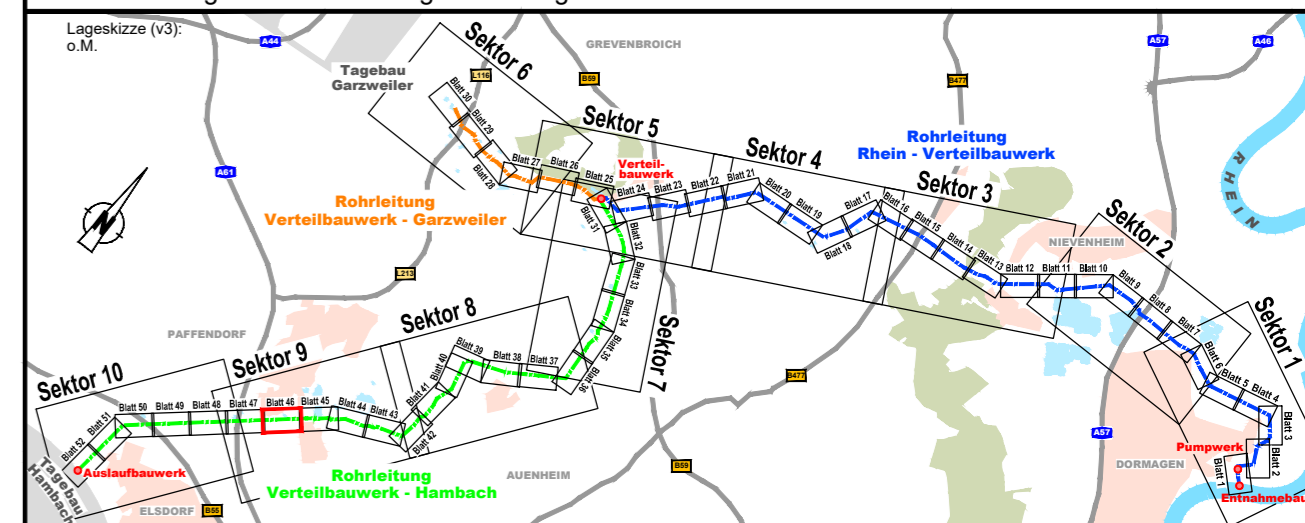 Lageskizze (v3):
o.M.
A44
Sektor 6
GREVENBROICH
A57
A46
L116
B59
B477
Tagebau
Garzweiler
Blatt 30
Blatt 29
Blatt 28
Blatt 27
Blatt 26
Blatt 25
Sektor 5
Verteil-
bauwerk
Sektor 4
Rohrleitung
Rhein - Verteilbauwerk
RHEIN
A61
Rohrleitung
Verteilbauwerk - Garzweiler
Blatt 24
Blatt 23
Blatt 22
Blatt 21
Blatt 20
Blatt 19
Blatt 18
Blatt 17
Blatt 16
Blatt 15
Blatt 14
Blatt 13
Sektor 3
NIEVENHEIM
Sektor 2
Blatt 12
Blatt 11
Blatt 10
Blatt 9
Blatt 8
Blatt 7
Blatt 6
Blatt 5
Blatt 4
Blatt 3
Blatt 2
Blatt 1
Sektor 1
L213
Blatt 31
Blatt 32
Blatt 33
Blatt 34
Blatt 35
Blatt 36
Sektor 7
PAFFENDORF
Sektor 8
Blatt 37
Blatt 38
Blatt 39
Blatt 40
Blatt 41
Blatt 42
B477
Sektor 9
Sektor 10
Blatt 52
Blatt 51
Blatt 50
Blatt 49
Blatt 48
Blatt 47
Blatt 46
Blatt 45
Blatt 44
Blatt 43
A57
Pumpwerk
DORMAGEN
Entnahmebau
Auslaufbauwerk
Tagebau
Hambach
Rohrleitung
Verteilbauwerk - Hambach
AUENHEIM
B59
ELSDORF
B55